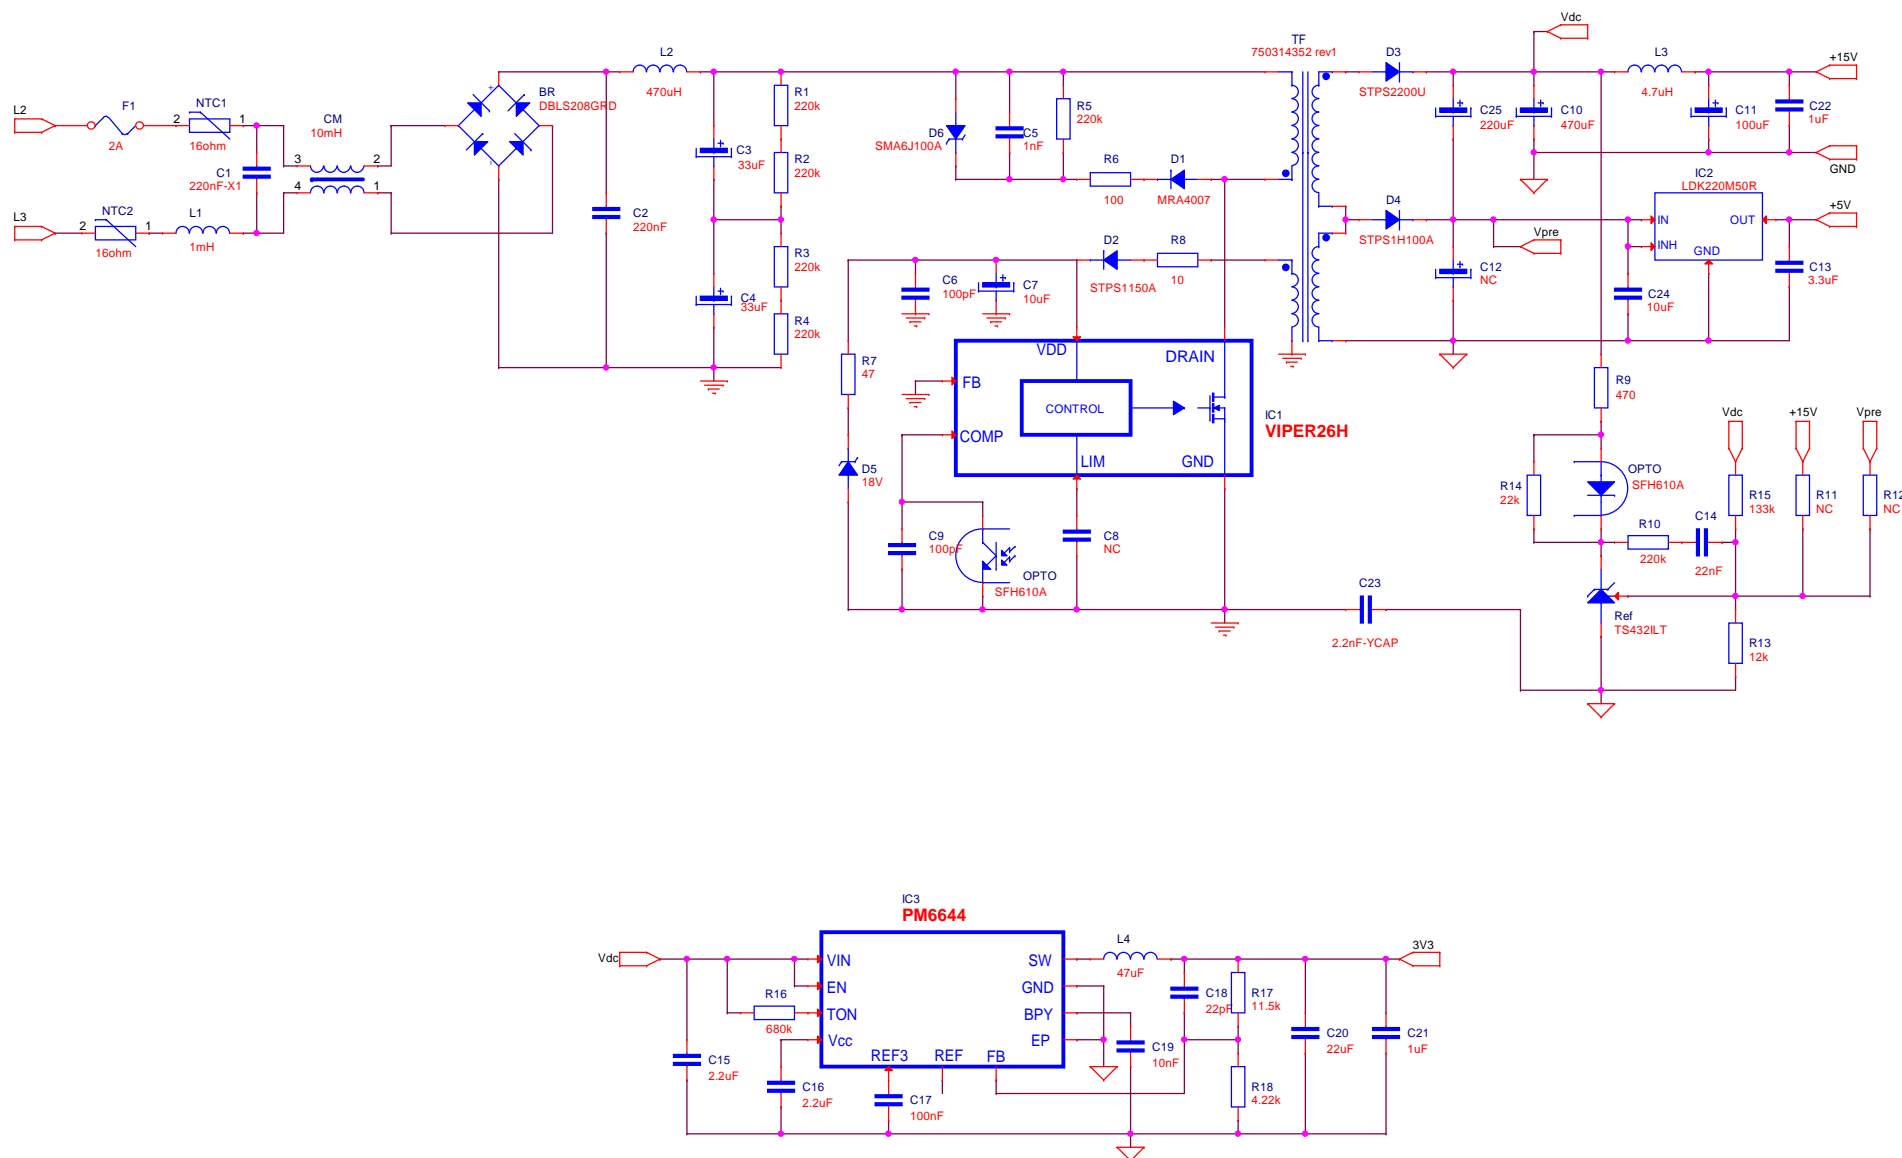 Vdc
L2
470uH
TF
750314352 rev1
D3
STPS2200U
L3
4.7uH
+15V
L2
F1
2A
2
NTC1
1
16ohm
CM
10mH
3
2
4
1
BR
DBLS208GRD
+
-
R1
220k
D6
SMA6J100A
C5
1nF
R5
220k
C25
220uF
C10
470uF
C11
100uF
C22
1uF
C1
220nF-X1
C3
33uF
R2
220k
R6
100
D1
MRA4007
GND
L3
2
NTC2
1
16ohm
L1
1mH
C2
220nF
D4
STPS1H100A
Vpre
IC2
LDK220M50R
IN
OUT
INH
GND
+5V
R3
220k
D2
STPS1150A
R8
10
C4
33uF
R4
220k
C6
100pF
C7
10uF
C12
NC
C24
10uF
C13
3.3uF
R7
47
VDD
DRAIN
FB
CONTROL
COMP
LIM
GND
IC1
VIPER26H
R9
470
Vdc
+15V
Vpre
D5
18V
R14
22k
OPTO
SFH610A
R15
133k
R11
NC
R12
NC
C9
100pF
OPTO
SFH610A
C8
NC
R10
220k
C14
22nF
C23
2.2nF-YCAP
Ref
TS432ILT
R13
12k
IC3
PM6644
Vdc
VIN
EN
TON
Vcc
REF3
REF
FB
SW
GND
BPY
EP
L4
47uF
3V3
R16
680k
C18
22pF
R17
11.5k
C15
2.2uF
C16
2.2uF
C17
100nF
C19
10nF
R18
4.22k
C20
22uF
C21
1uF